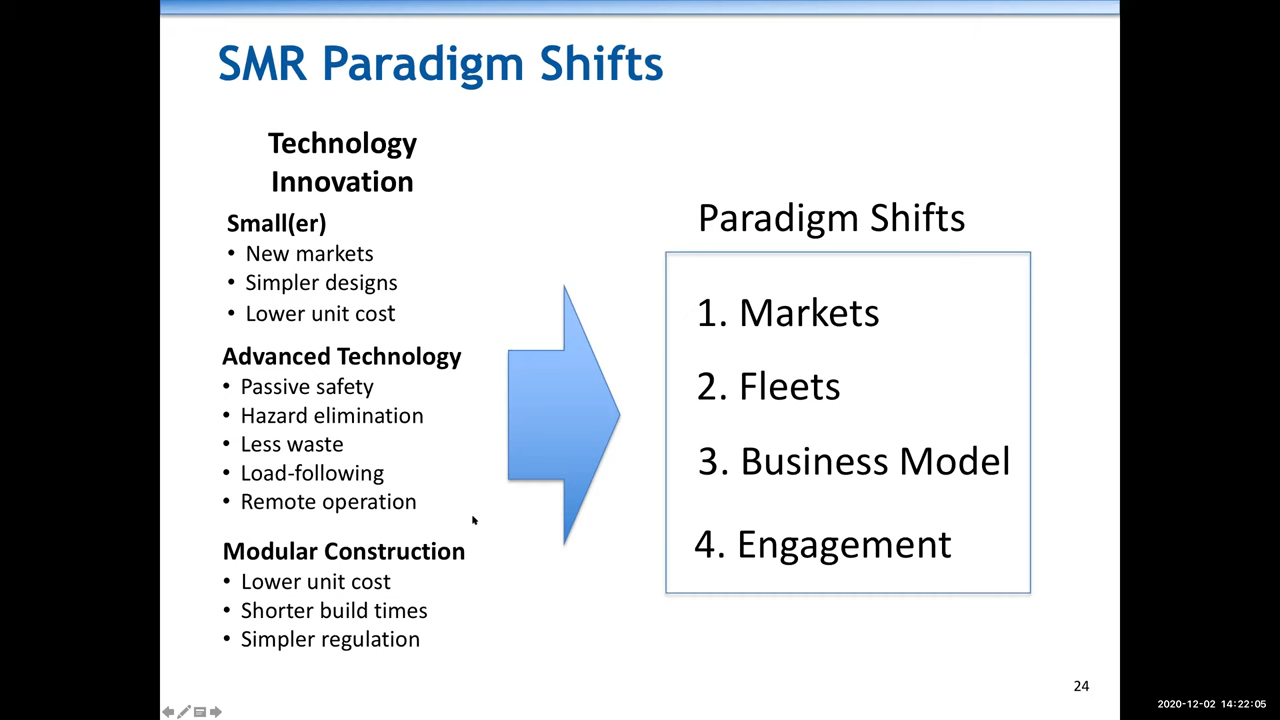 SMR Paradigm Shifts
Technology
Innovation
Small(er)
• New markets
• Simpler designs
• Lower unit cost
Advanced Technology
• Passive safety
• Hazard elimination
• Less waste
• Load-following
• Remote operation
Modular Construction
• Lower unit cost
• Shorter build times
• Simpler regulation
Paradigm Shifts
1. Markets
2. Fleets
3. Business Model
4. Engagement
24
2020-12-02 14:22:05